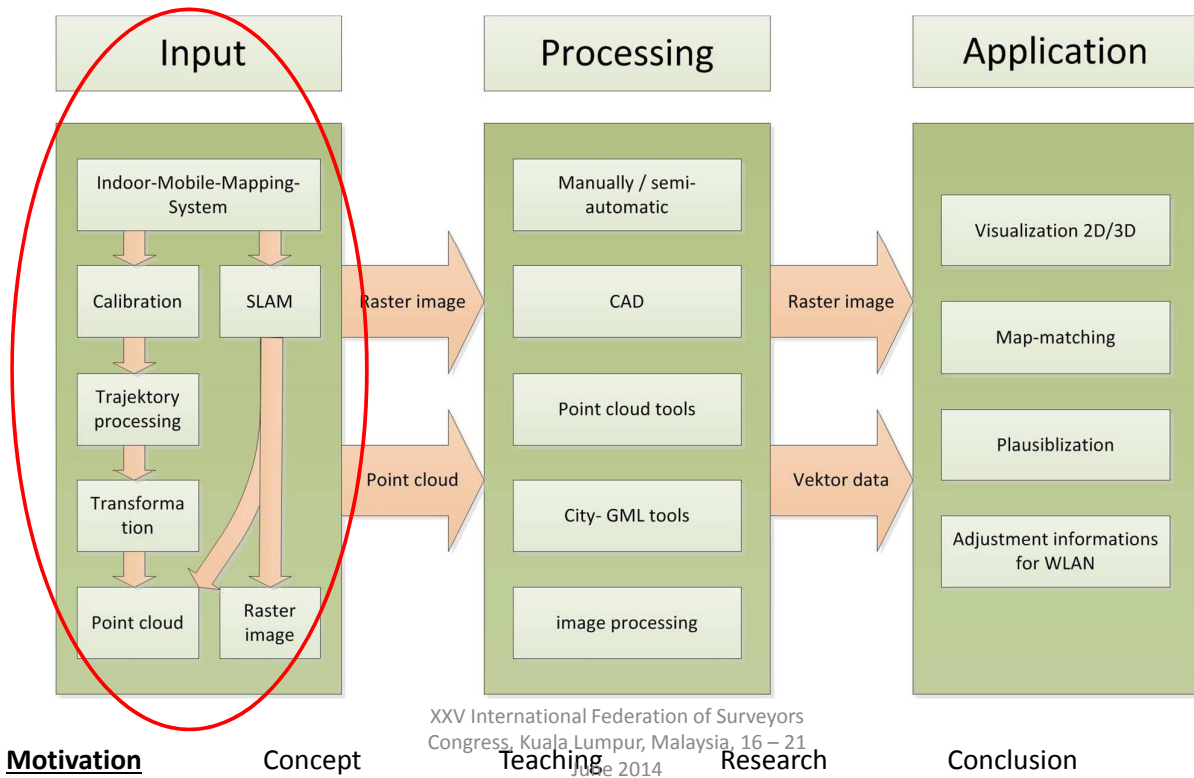 Input
Processing
Application
Indoor-Mobile-Mapping-
System
Calibration
SLAM
Trajektory
processing
Transforma
tion
Point cloud
Raster
image
Raster image
Point cloud
Manually / semi-
automatic
CAD
Point cloud tools
City- GML tools
image processing
Raster image
Vektor data
Visualization 2D/3D
Map-matching
Plausiblization
Adjustment informations
for WLAN
XXV International Federation of Surveyors
Congress, Kuala Lumpur, Malaysia, 16 – 21
June 2014
Motivation Concept Teaching Research Conclusion